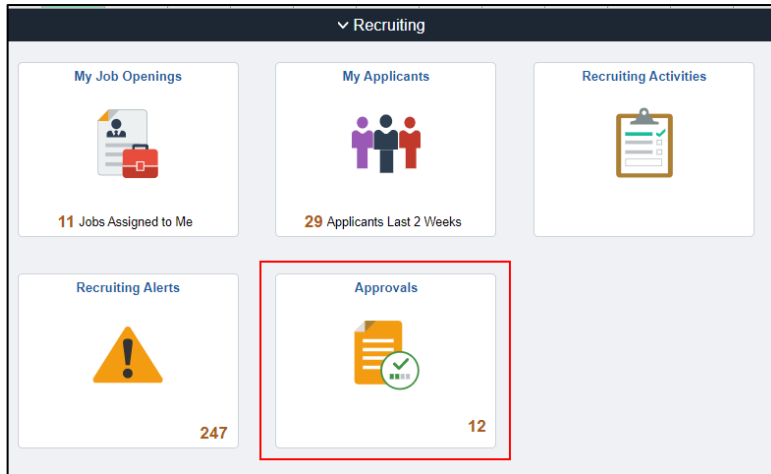 Recruiting
My Job Openings
11 Jobs Assigned to Me
My Applicants
29 Applicants Last 2 Weeks
Recruiting Activities
Recruiting Alerts
247
Approvals
12